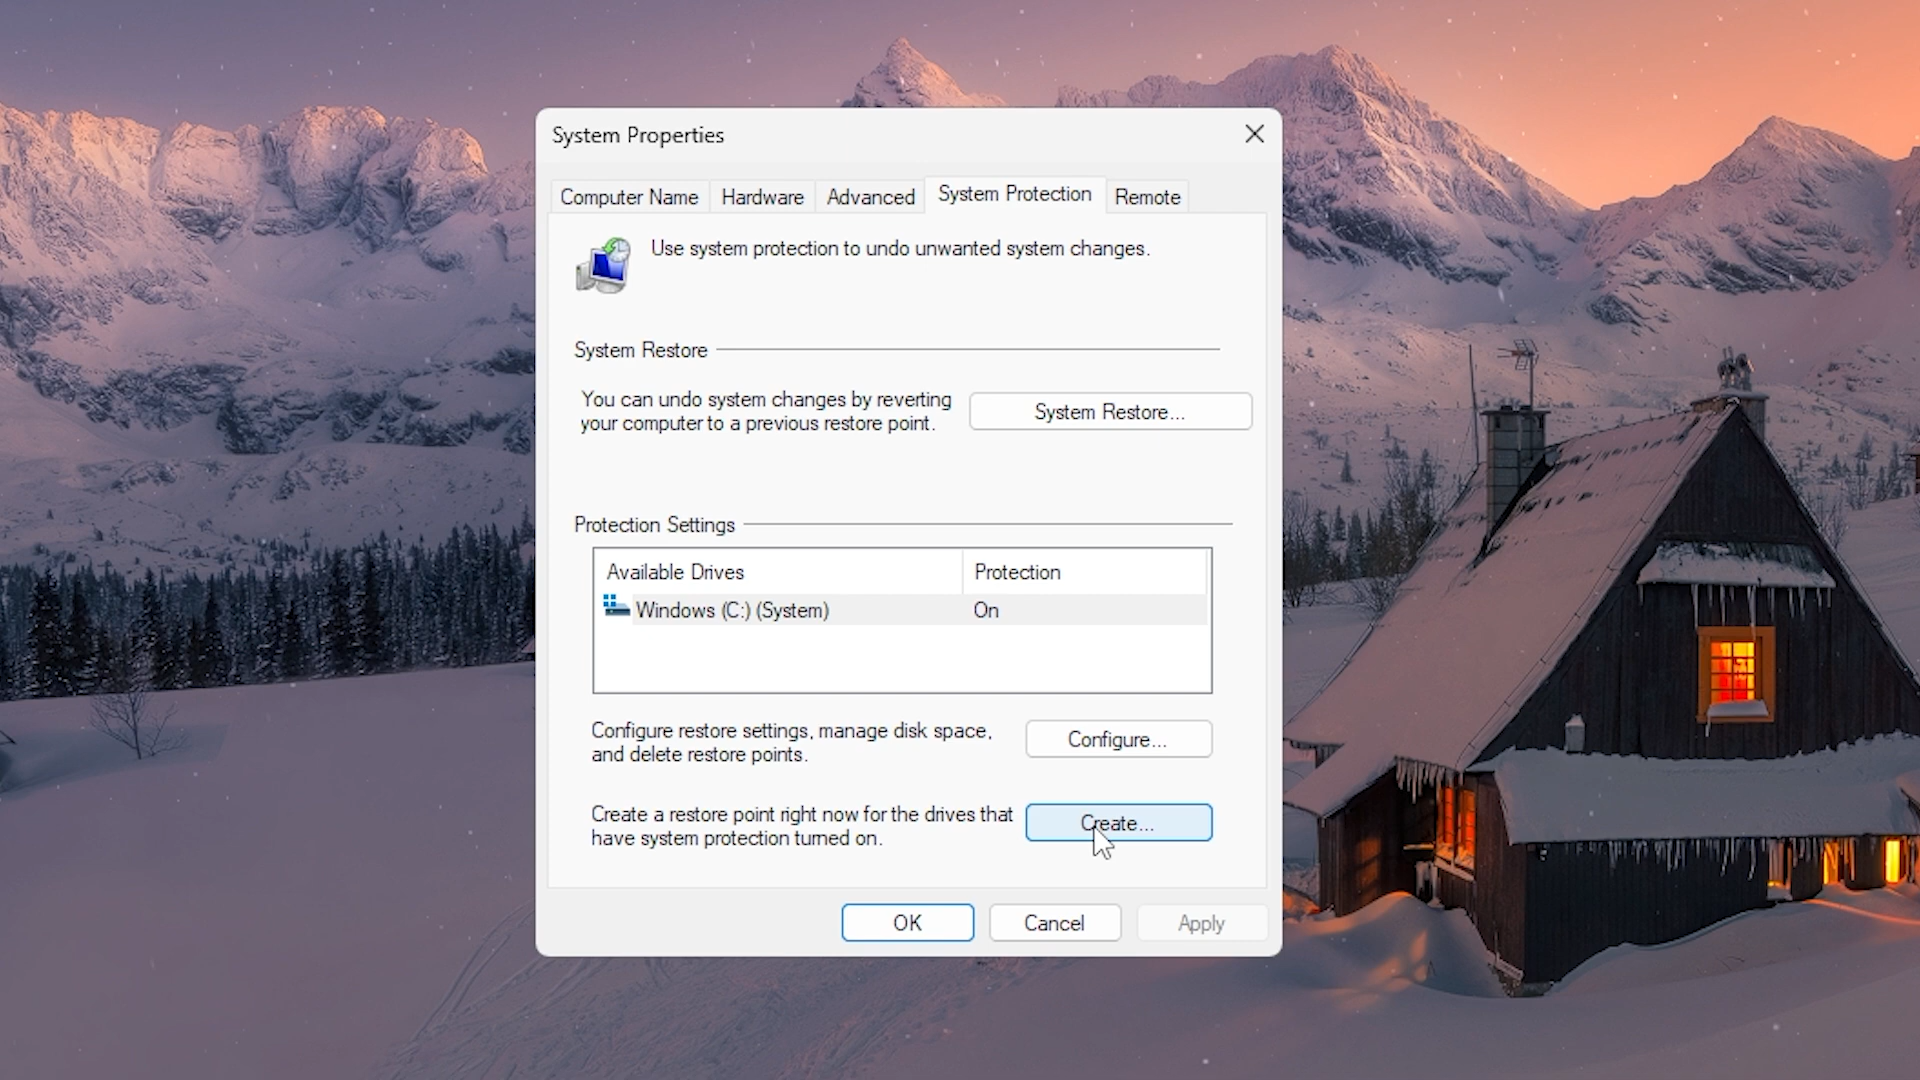 System Properties
Computer Name
Hardware
Advanced
System Protection
Remote
Use system protection to undo unwanted system changes.
System Restore
You can undo system changes by reverting
your computer to a previous restore point.
System Restore...
Protection Settings
Available Drives
Protection
Windows (C:) (System)
On
Configure restore settings, manage disk space,
and delete restore points.
Configure...
Create a restore point right now for the drives that
have system protection turned on.
Create...
OK
Cancel
Apply